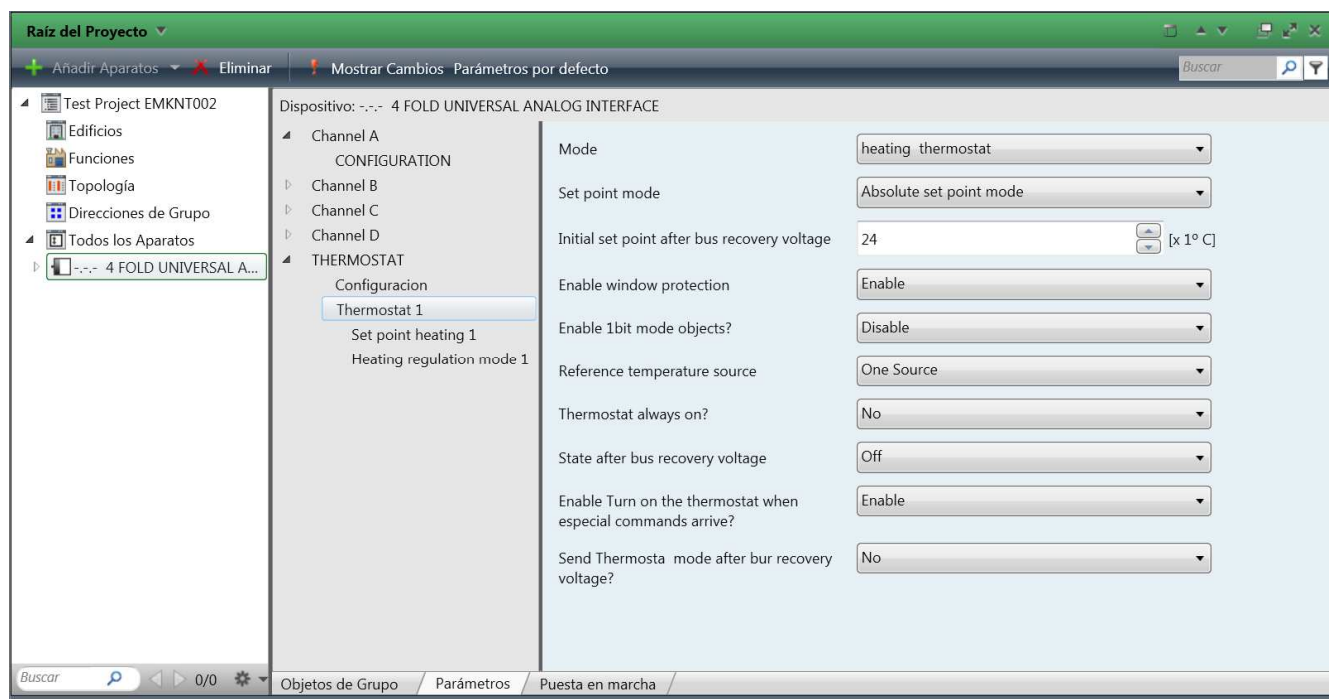 Raíz del Proyecto
Añadir Aparatos Eliminar Mostrar Cambios Parámetros por defecto Buscar
Test Project EMKNT002
Edificios
Funciones
Topología
Direcciones de Grupo
Todos los Aparatos
-.-.- 4 FOLD UNIVERSAL A...
Buscar 0/0
Dispositivo: -.-.- 4 FOLD UNIVERSAL ANALOG INTERFACE
Channel A
CONFIGURATION
Channel B
Channel C
Channel D
THERMOSTAT
Configuracion
Thermostat 1
Set point heating 1
Heating regulation mode 1
Mode heating thermostat
Set point mode Absolute set point mode
Initial set point after bus recovery voltage 24 [x 1º C]
Enable window protection Enable
Enable 1bit mode objects? Disable
Reference temperature source One Source
Thermostat always on? No
State after bus recovery voltage Off
Enable Turn on the thermostat when Enable
especial commands arrive?
Send Thermosta mode after bur recovery No
voltage?
Objetos de Grupo Parámetros Puesta en marcha